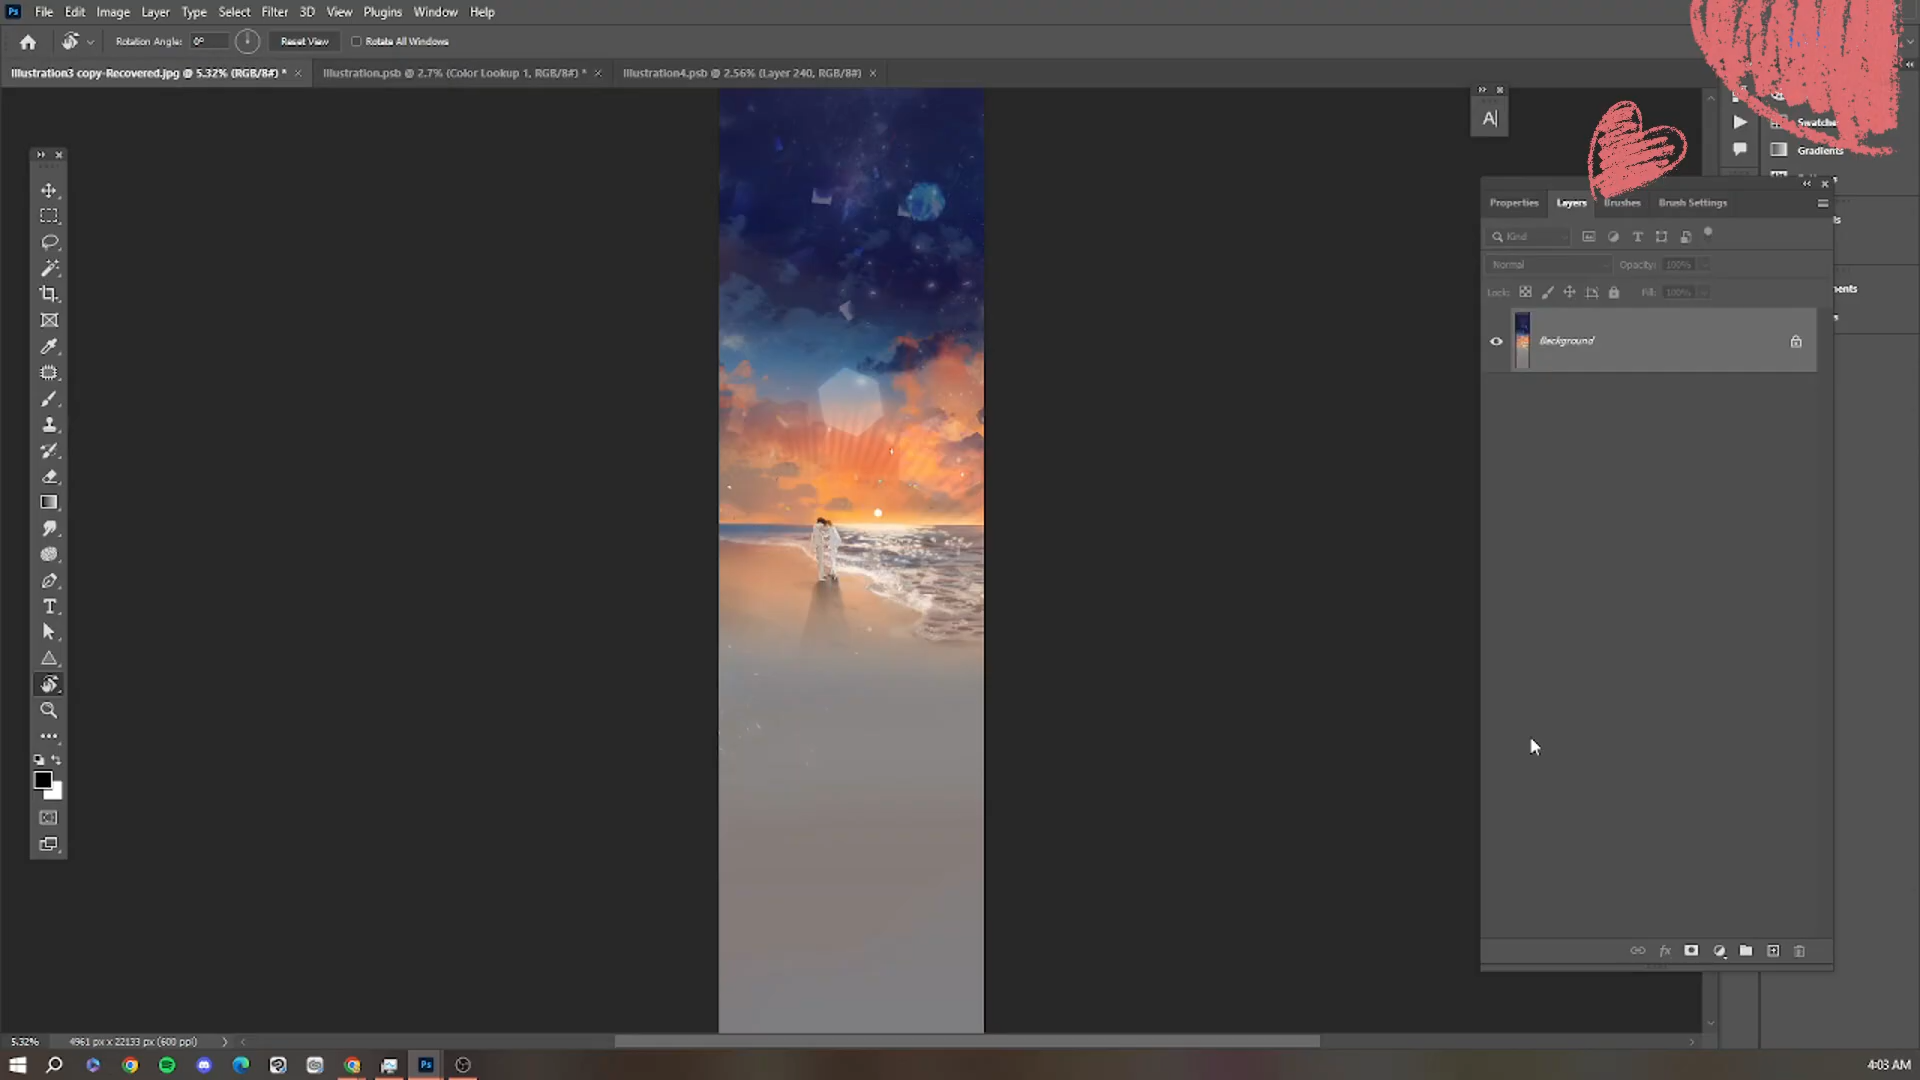 Ps File Edit Image Layer Type Select Filter 3D View Plugins Window Help
Rotation Angle: 0° Reset View Rotate All Windows
Illustration3 copy-Recovered.jpg @ 5.32% (RGB/8#) * × Illustration.psb @ 2.7% (Color Lookup 1, RGB/8#) * × Illustration4.psb @ 2.56% (Layer 240, RGB/8#) ×
A
Swatches
Gradients
Properties Layers Brushes Brush Settings
Kind
Normal Opacity: 100%
Lock: Fill: 100%
Background
5.32% 4961 px x 22133 px (600 ppi)
Ps
4:03 AM